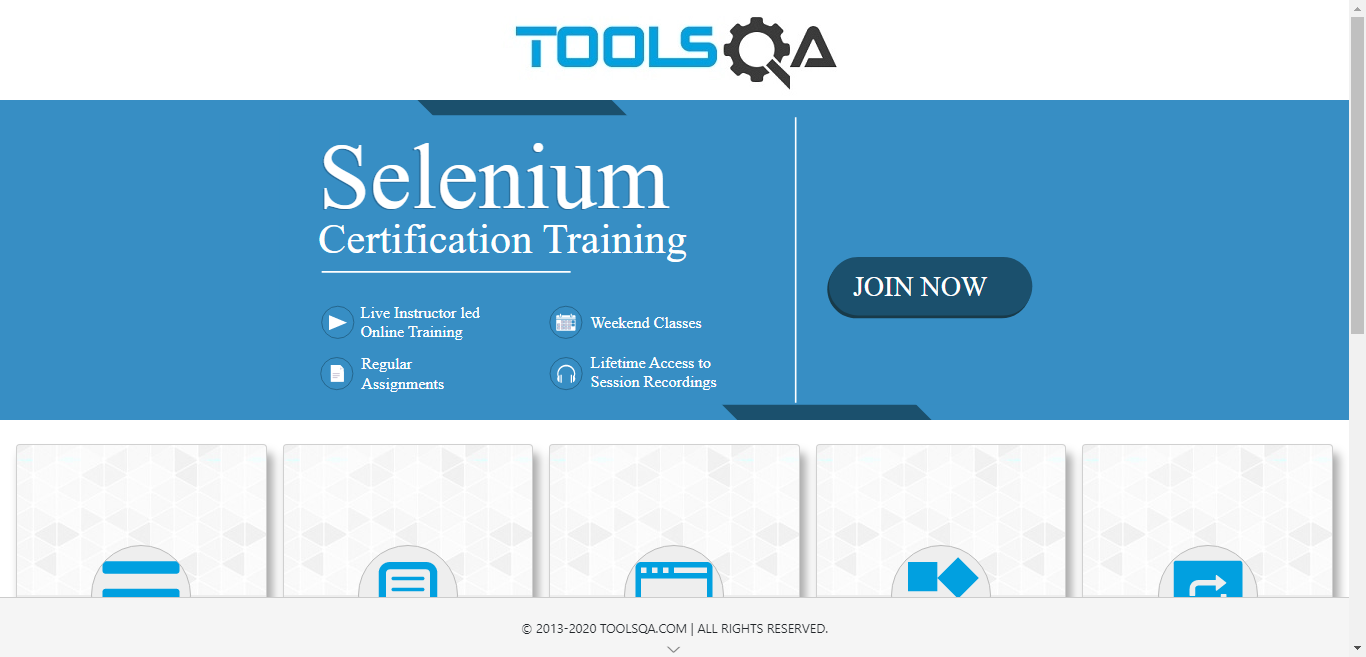 TOOLSQA
Selenium
Certification Training
JOIN NOW
Live Instructor led
Online Training
Weekend Classes
Regular
Assignments
Lifetime Access to
Session Recordings
© 2013-2020 TOOLSQA.COM | ALL RIGHTS RESERVED.